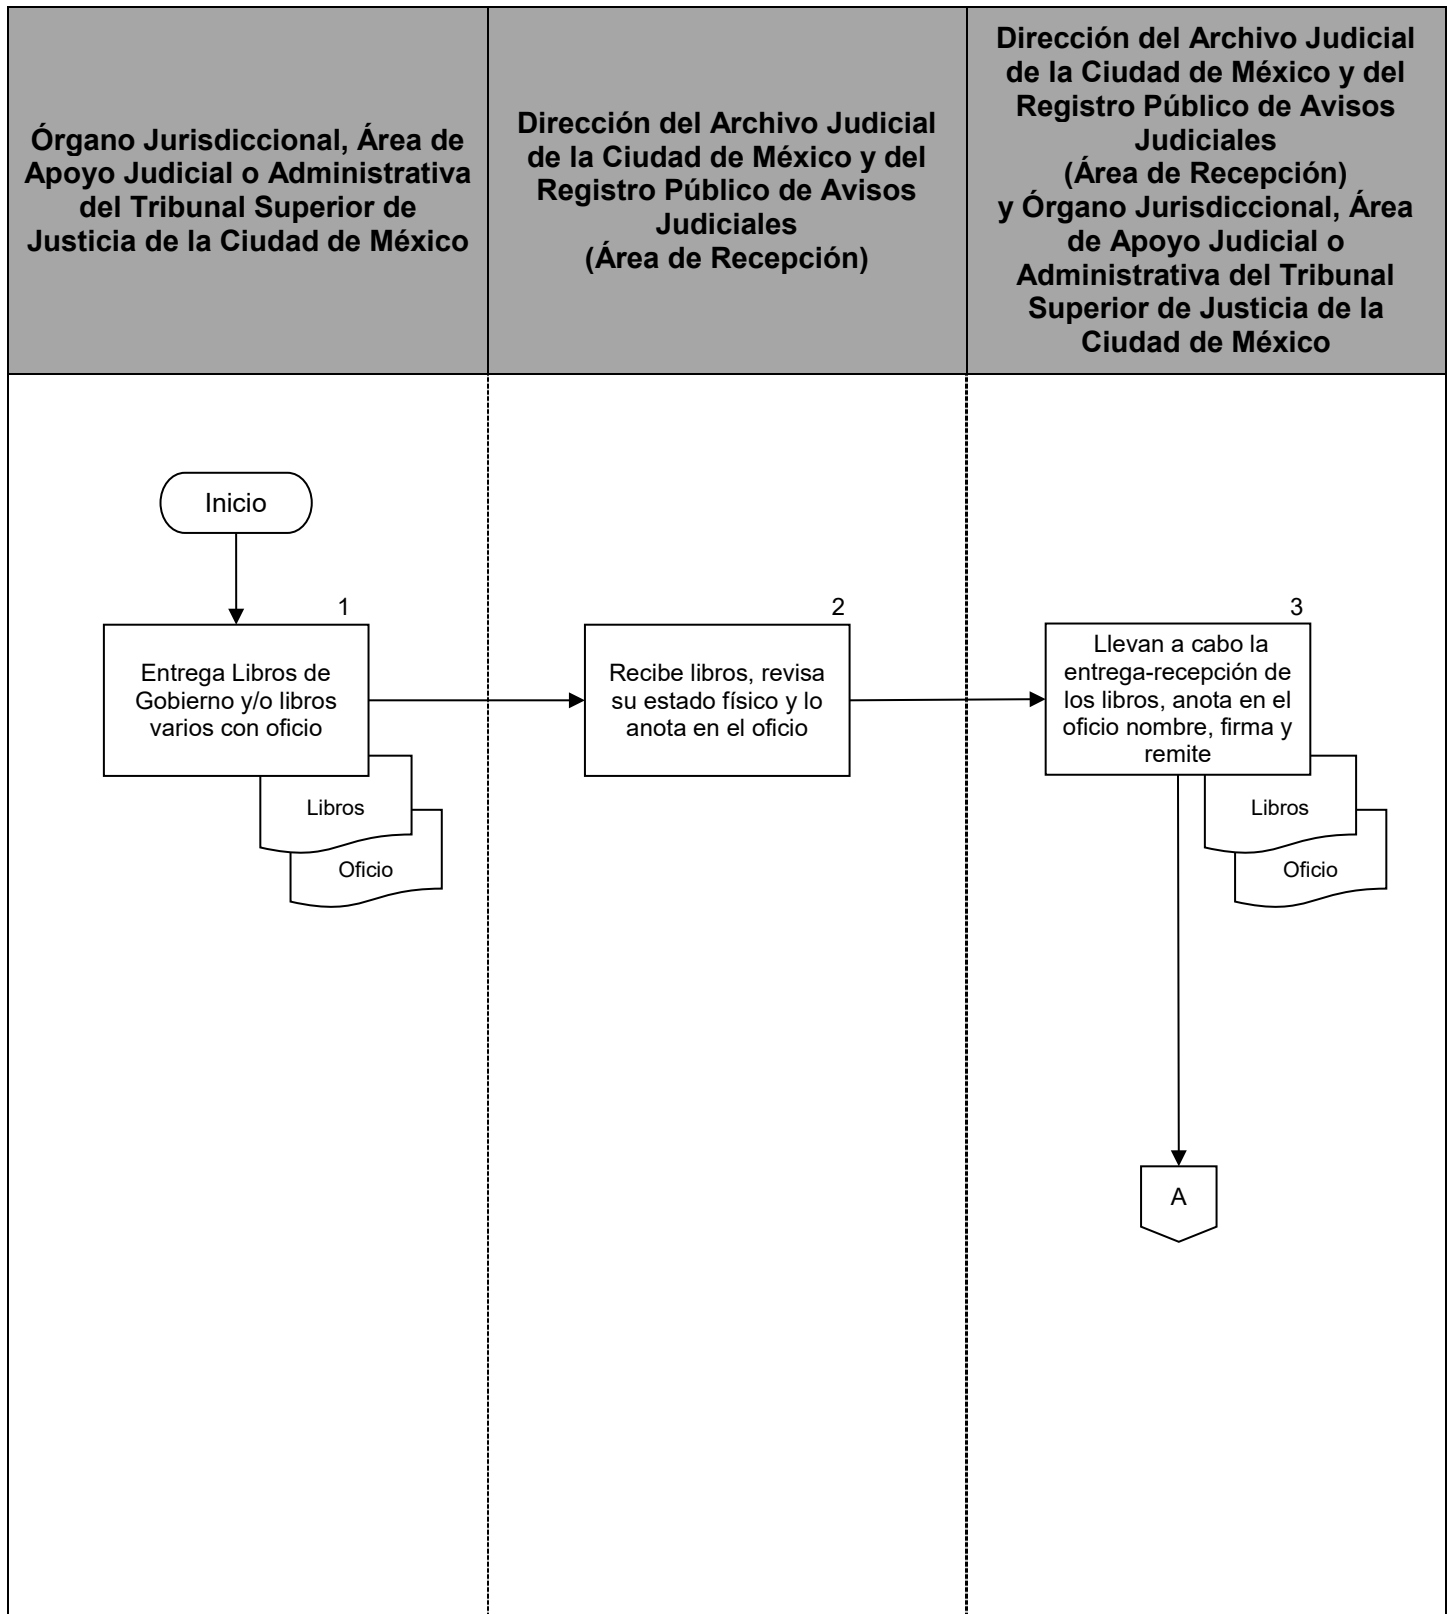 Órgano Jurisdiccional, Área de
Apoyo Judicial o Administrativa
del Tribunal Superior de
Justicia de la Ciudad de México
Dirección del Archivo Judicial
de la Ciudad de México y del
Registro Público de Avisos
Judiciales
(Área de Recepción)
Dirección del Archivo Judicial
de la Ciudad de México y del
Registro Público de Avisos
Judiciales
(Área de Recepción)
y Órgano Jurisdiccional, Área
de Apoyo Judicial o
Administrativa del Tribunal
Superior de Justicia de la
Ciudad de México
Inicio
1
Entrega Libros de
Gobierno y/o libros
varios con oficio
Libros
Oficio
2
Recibe libros, revisa
su estado físico y lo
anota en el oficio
3
Llevan a cabo la
entrega-recepción de
los libros, anota en el
oficio nombre, firma y
remite
Libros
Oficio
A